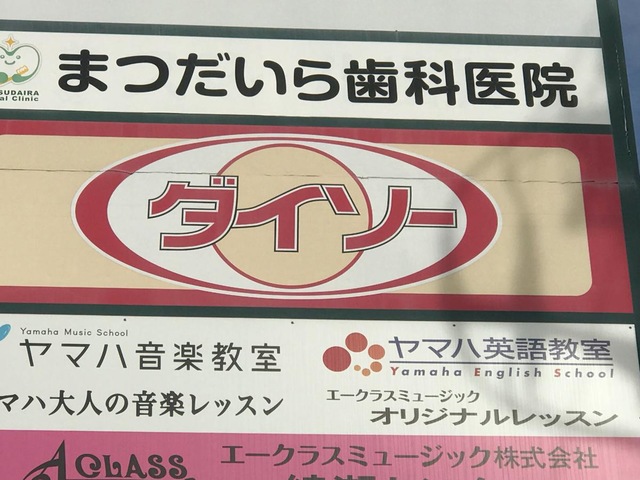 まつだいら歯科医院
Clinic
ダイソー
Yamaha Music School
ヤマハ音楽教室
ヤマハ英語教室
Yamaha English School
マハ大人の音楽レッスン
エークラスミュージック
オリジナルレッスン
A CLASS
エークラスミュージック株式会社